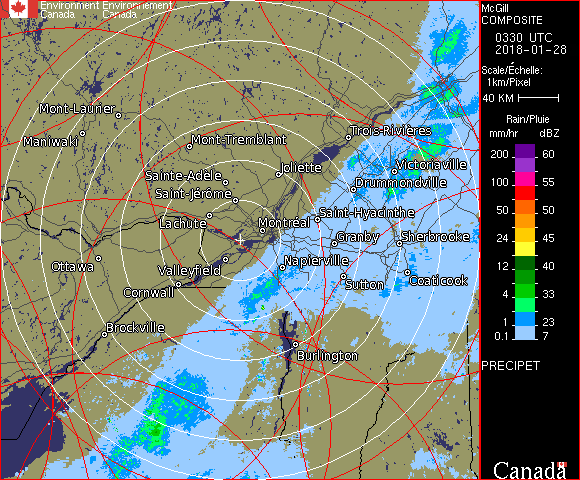 Environment Environnement
Canada Canada
McGill
COMPOSITE
0330 UTC
2018-01-28
Scale/Échelle:
1km/Pixel
40 KM
Rain/Pluie
mm/hr dBZ
200 60
100 55
50 50
24 45
12 40
4 33
1 23
0.1 7
PRECIPET
Canada
Mont-Laurier
Maniwaki
Mont-Tremblant
Trois-Rivières
Sainte-Adèle
Joliette
Victoriaville
Saint-Jérôme
Drummondville
Lachute
Montréal
Saint-Hyacinthe
Granby
Sherbrooke
Ottawa
Valleyfield
Napierville
Cornwall
Sutton
Coaticook
Brockville
Burlington